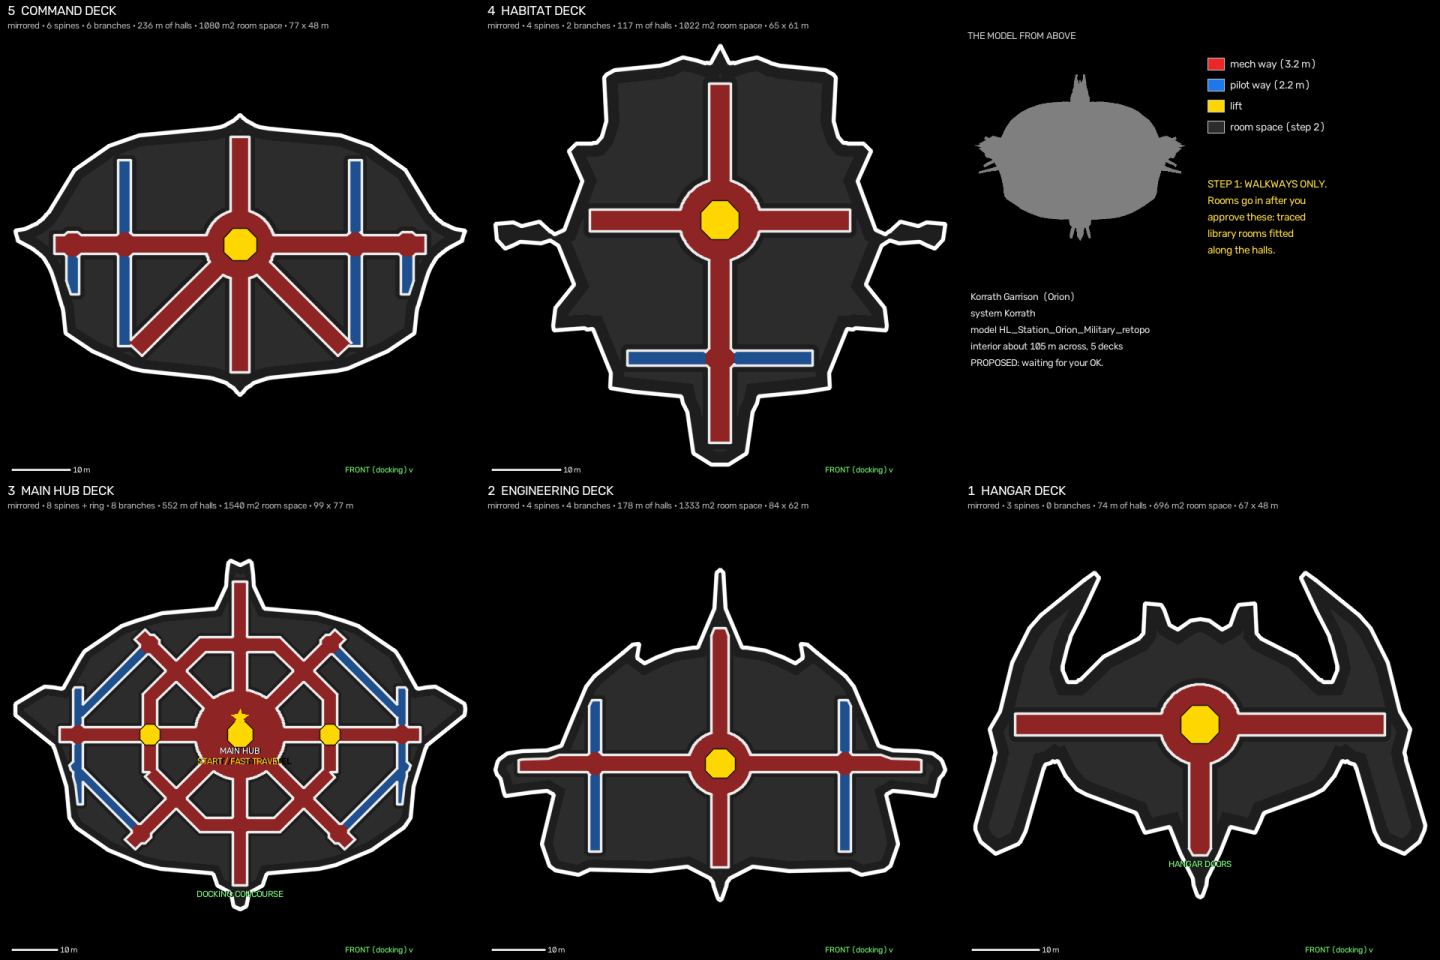 5 COMMAND DECK
mirrored • 6 spines • 6 branches • 236 m of halls • 1080 m2 room space • 77 x 48 m
10 m
FRONT (docking) v
4 HABITAT DECK
mirrored • 4 spines • 2 branches • 117 m of halls • 1022 m2 room space • 65 x 61 m
10 m
FRONT (docking) v
THE MODEL FROM ABOVE
mech way (3.2 m)
pilot way (2.2 m)
lift
room space (step 2)
STEP 1: WALKWAYS ONLY.
Rooms go in after you
approve these: traced
library rooms fitted
along the halls.
Korrath Garrison (Orion)
system Korrath
model HL_Station_Orion_Military_retopo
interior about 105 m across, 5 decks
PROPOSED: waiting for your OK.
3 MAIN HUB DECK
mirrored • 8 spines + ring • 8 branches • 552 m of halls • 1540 m2 room space • 99 x 77 m
MAIN HUB
START / FAST TRAVEL
DOCKING CONCOURSE
10 m
FRONT (docking) v
2 ENGINEERING DECK
mirrored • 4 spines • 4 branches • 178 m of halls • 1333 m2 room space • 84 x 62 m
10 m
FRONT (docking) v
1 HANGAR DECK
mirrored • 3 spines • 0 branches • 74 m of halls • 696 m2 room space • 67 x 48 m
HANGAR DOORS
10 m
FRONT (docking) v